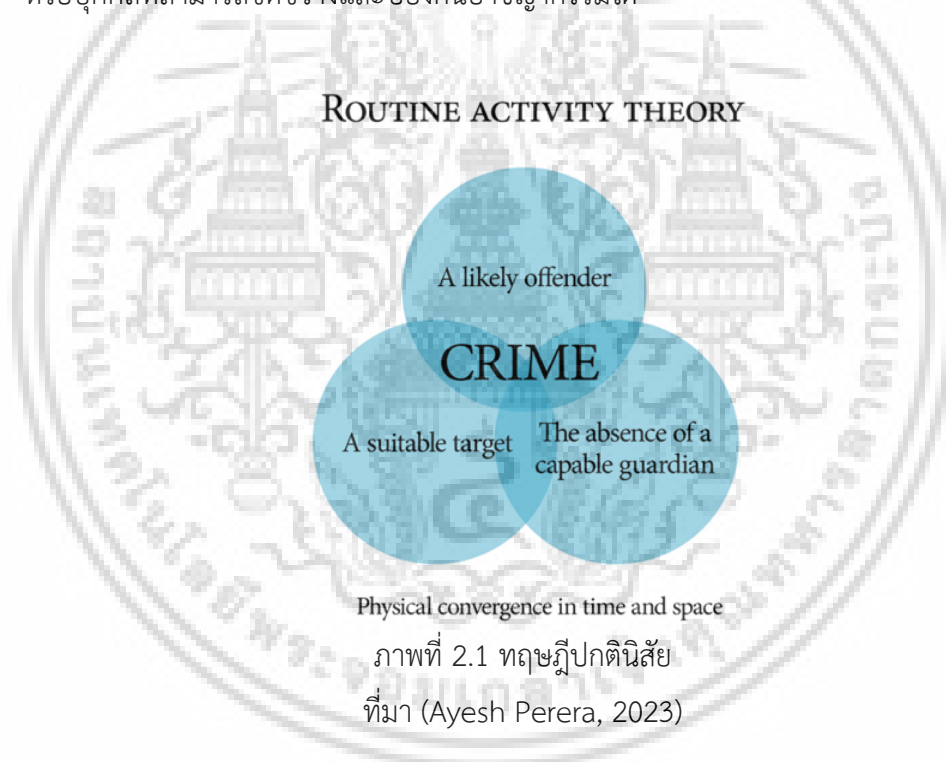 ROUTINE ACTIVITY THEORY
A likely offender
CRIME
A suitable target
The absence of a
capable guardian
Physical convergence in time and space
ภาพที่ 2.1 ทฤษฎีปกตินิสัย
ที่มา (Ayesh Perera, 2023)